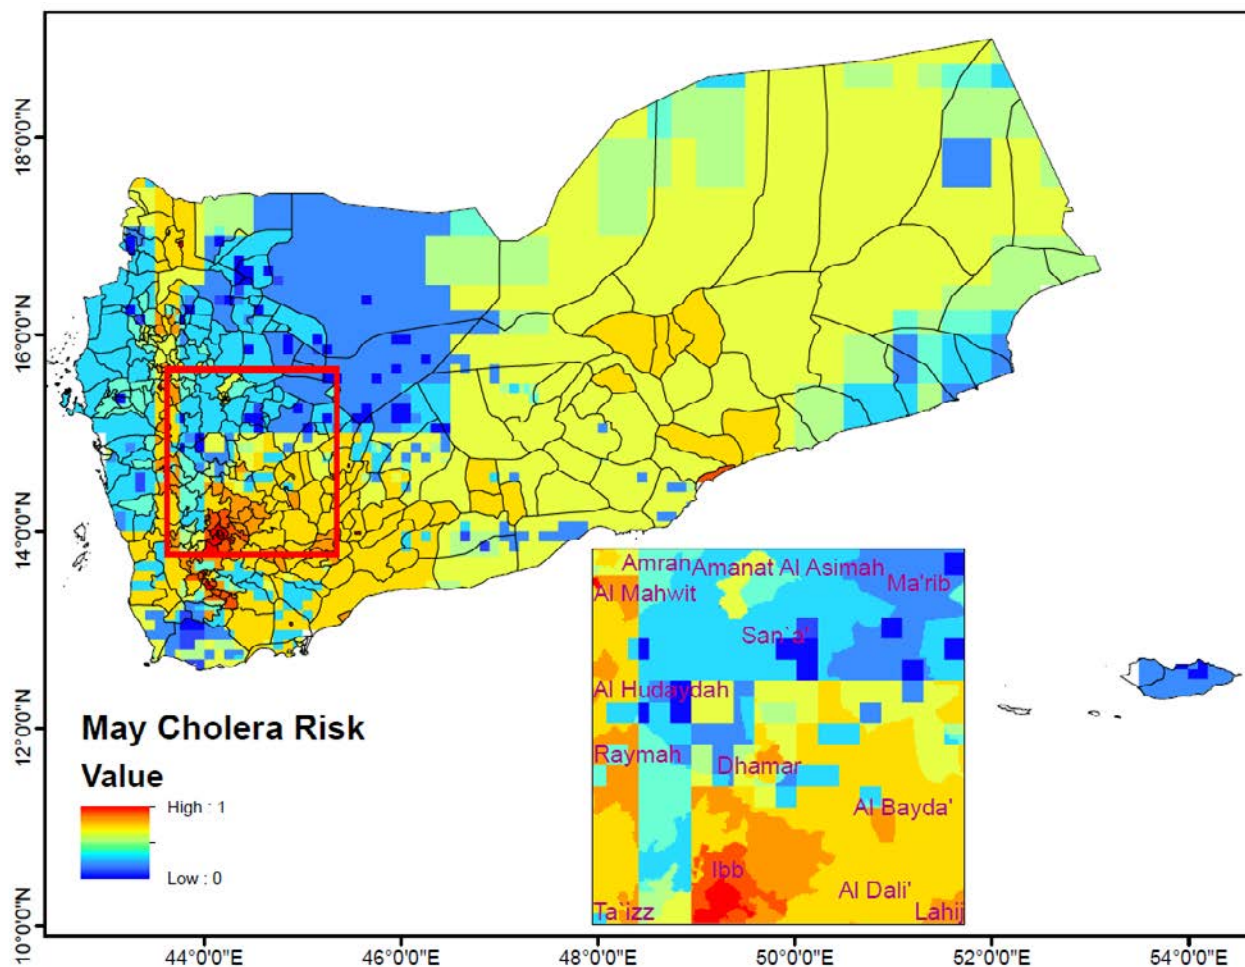 18°0'0"N
16°0'0"N
14°0'0"N
12°0'0"N
10°0'0"N
Amran Amanat Al Asimah
Ma'rib
Al Mahwit
San`a'
Al Hudaydah
Raymah
Dhamar
Al Bayda'
Ibb
Al Dali'
Ta`izz
Lahij
May Cholera Risk
Value
High : 1
Low : 0
44°0'0"E 46°0'0"E 48°0'0"E 50°0'0"E 52°0'0"E 54°0'0"E